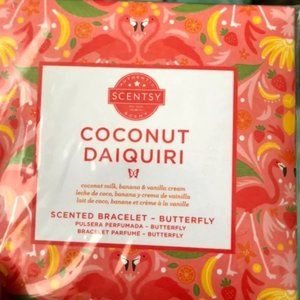 AUTHENTIC
SCENTSY
COCONUT
DAIQUIRI
coconut milk, banana & vanilla cream
leche de coco, banana y crema de vainilla
lait de coco, banane et crème à la vanille
SCENTED BRACELET – BUTTERFLY
PULSERA PERFUMADA – BUTTERFLY
BRACELET PARFUMÉ – BUTTERFLY